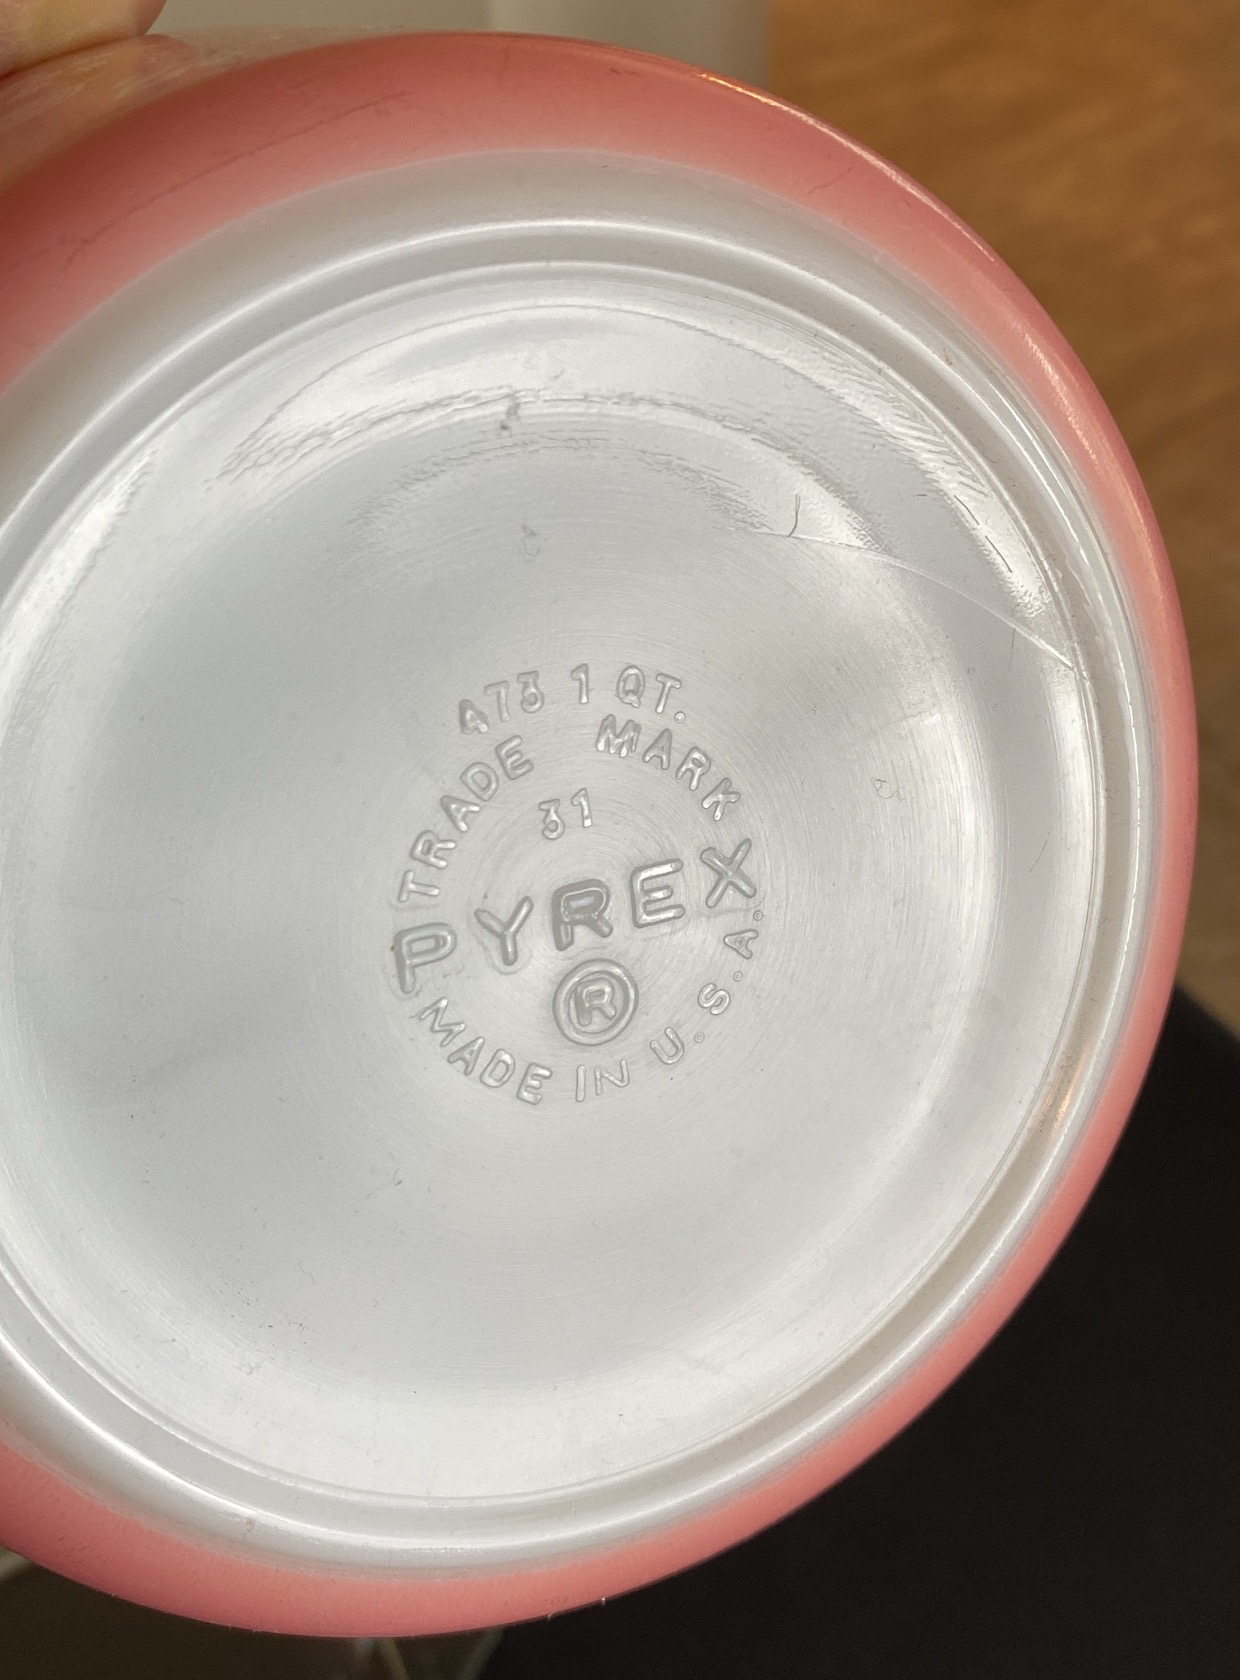 473 1 QT.
TRADE MARK
31
PYREX
®
MADE IN U.S.A.